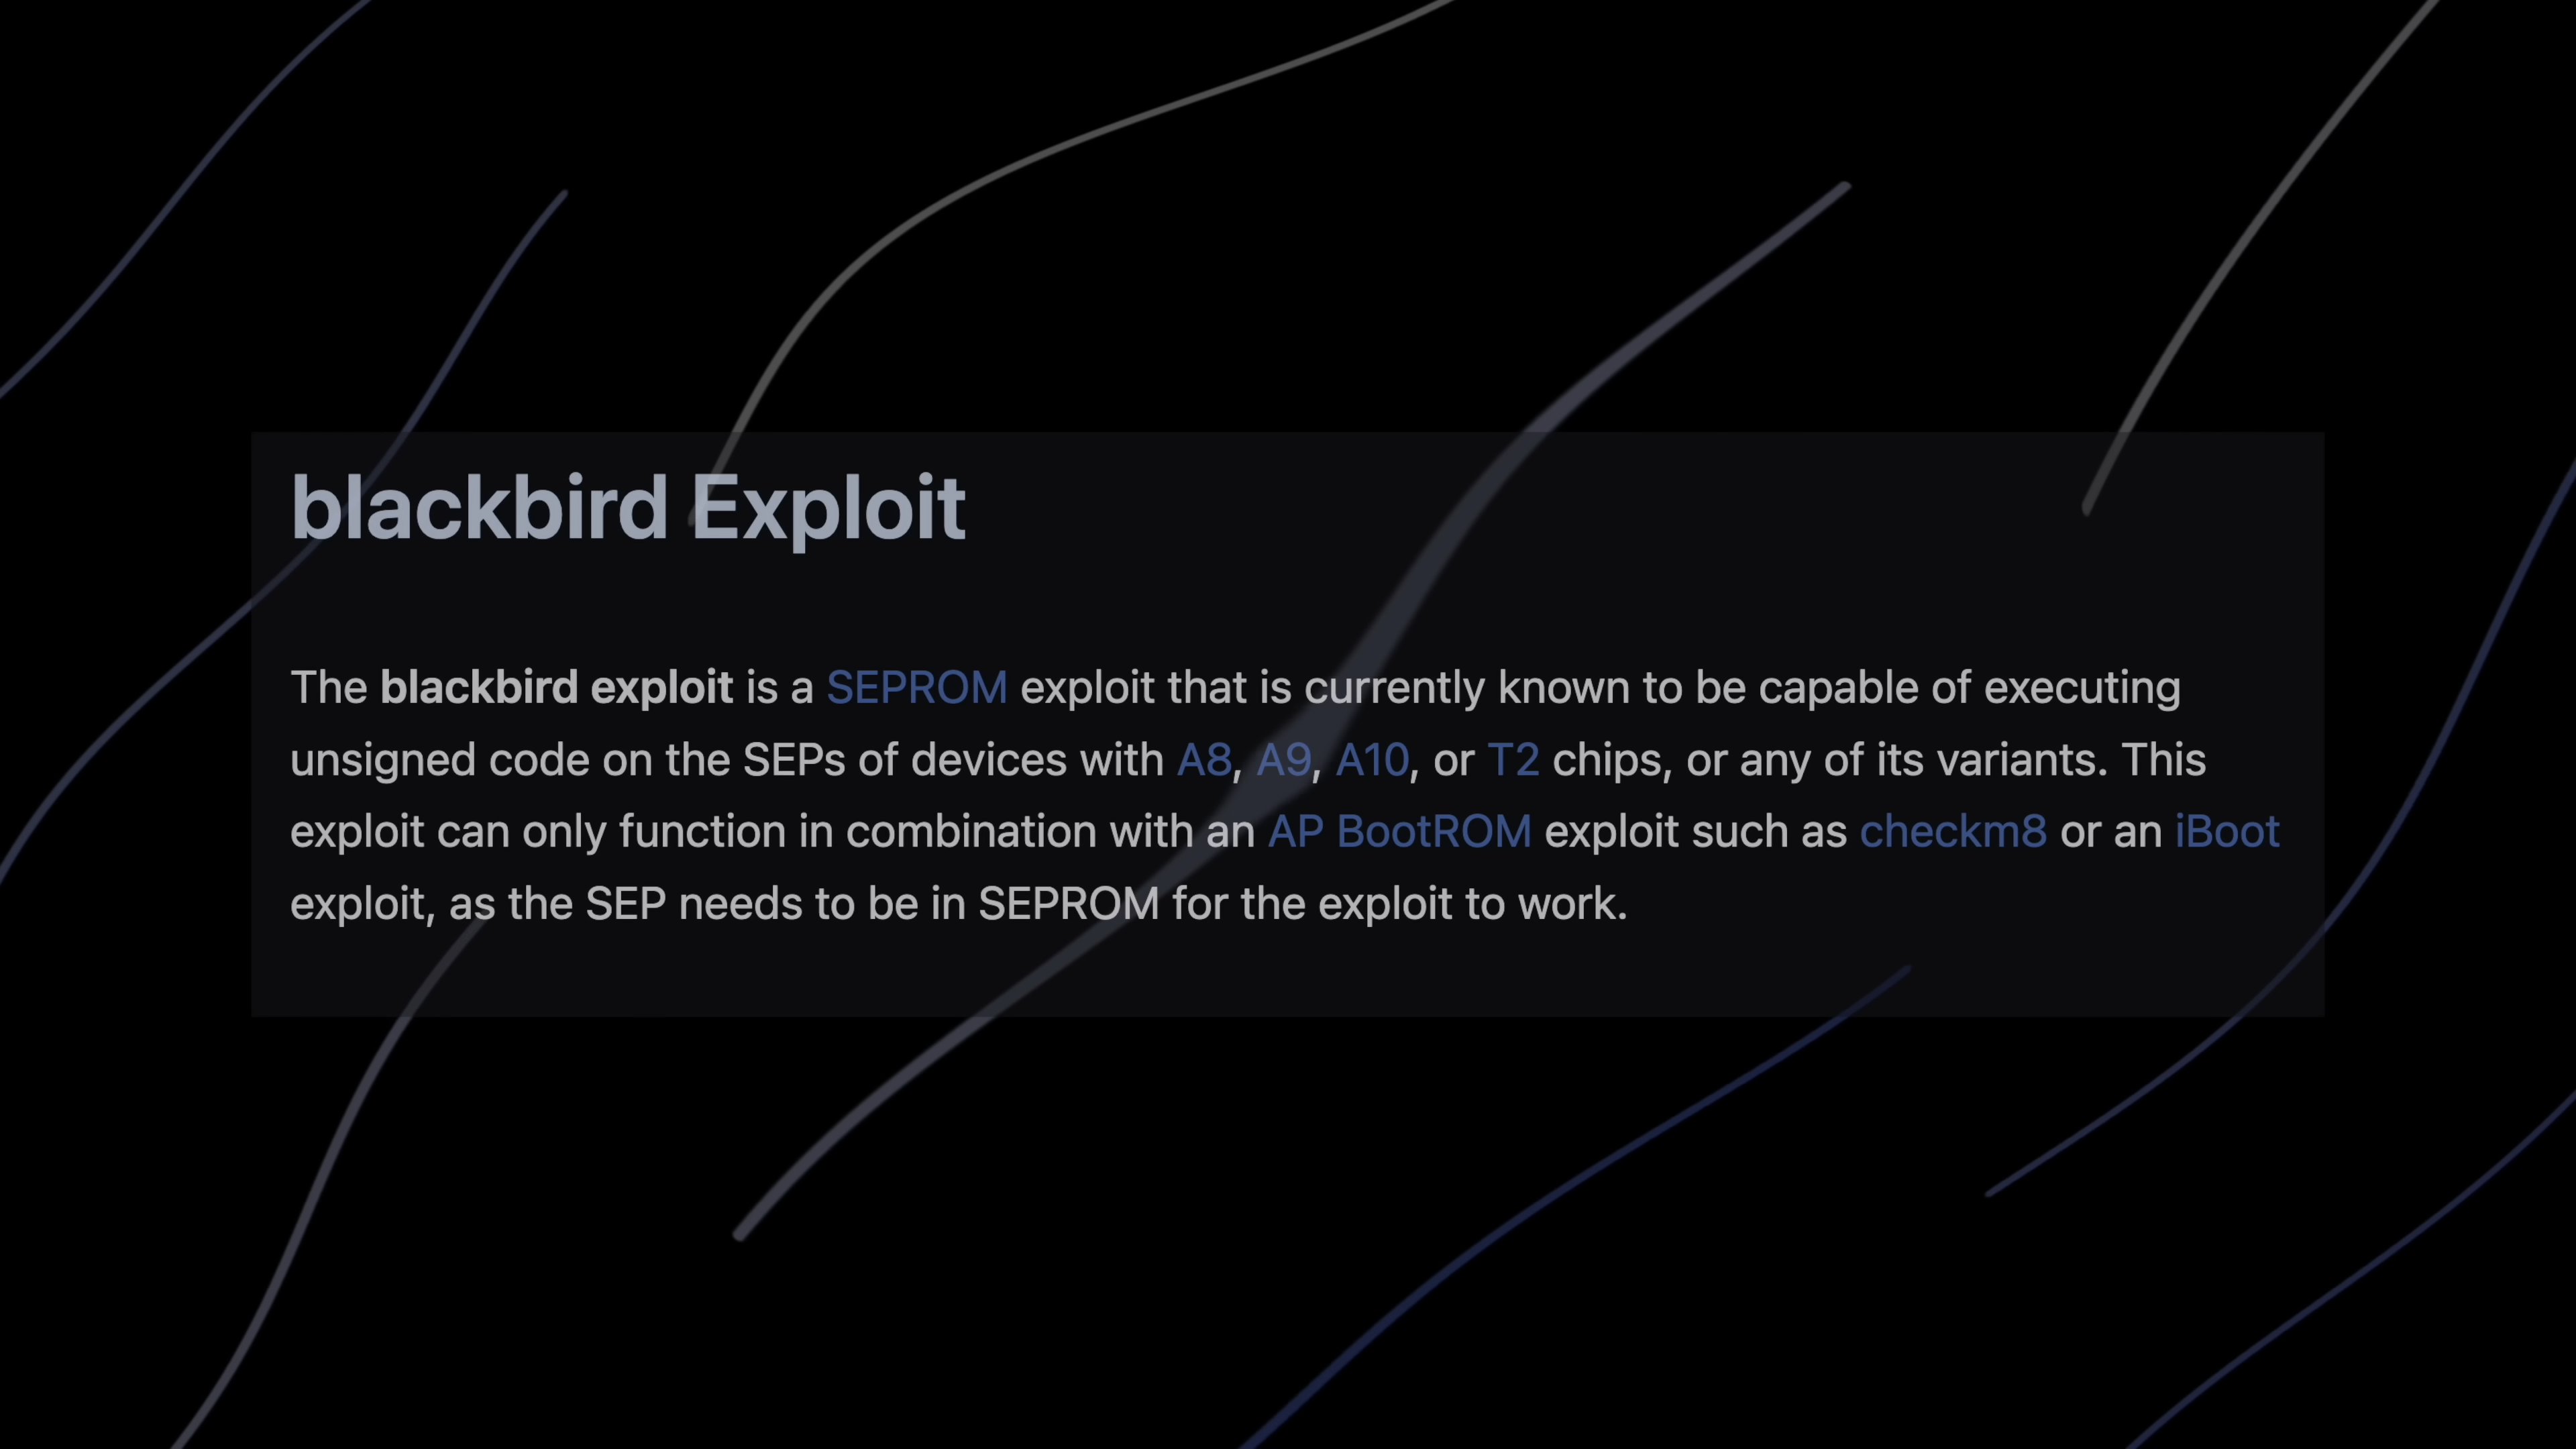 blackbird Exploit
The blackbird exploit is a SEPROM exploit that is currently known to be capable of executing
unsigned code on the SEPs of devices with A8, A9, A10, or T2 chips, or any of its variants. This
exploit can only function in combination with an AP BootROM exploit such as checkm8 or an iBoot
exploit, as the SEP needs to be in SEPROM for the exploit to work.